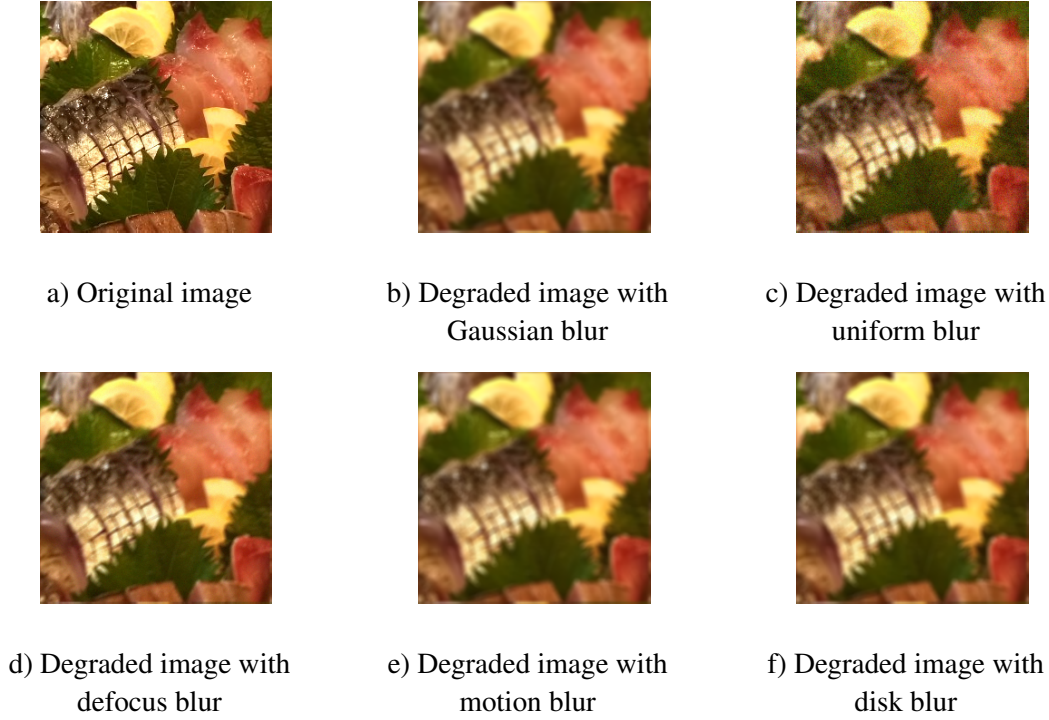 a) Original image
b) Degraded image with
Gaussian blur
c) Degraded image with
uniform blur
d) Degraded image with
defocus blur
e) Degraded image with
motion blur
f) Degraded image with
disk blur